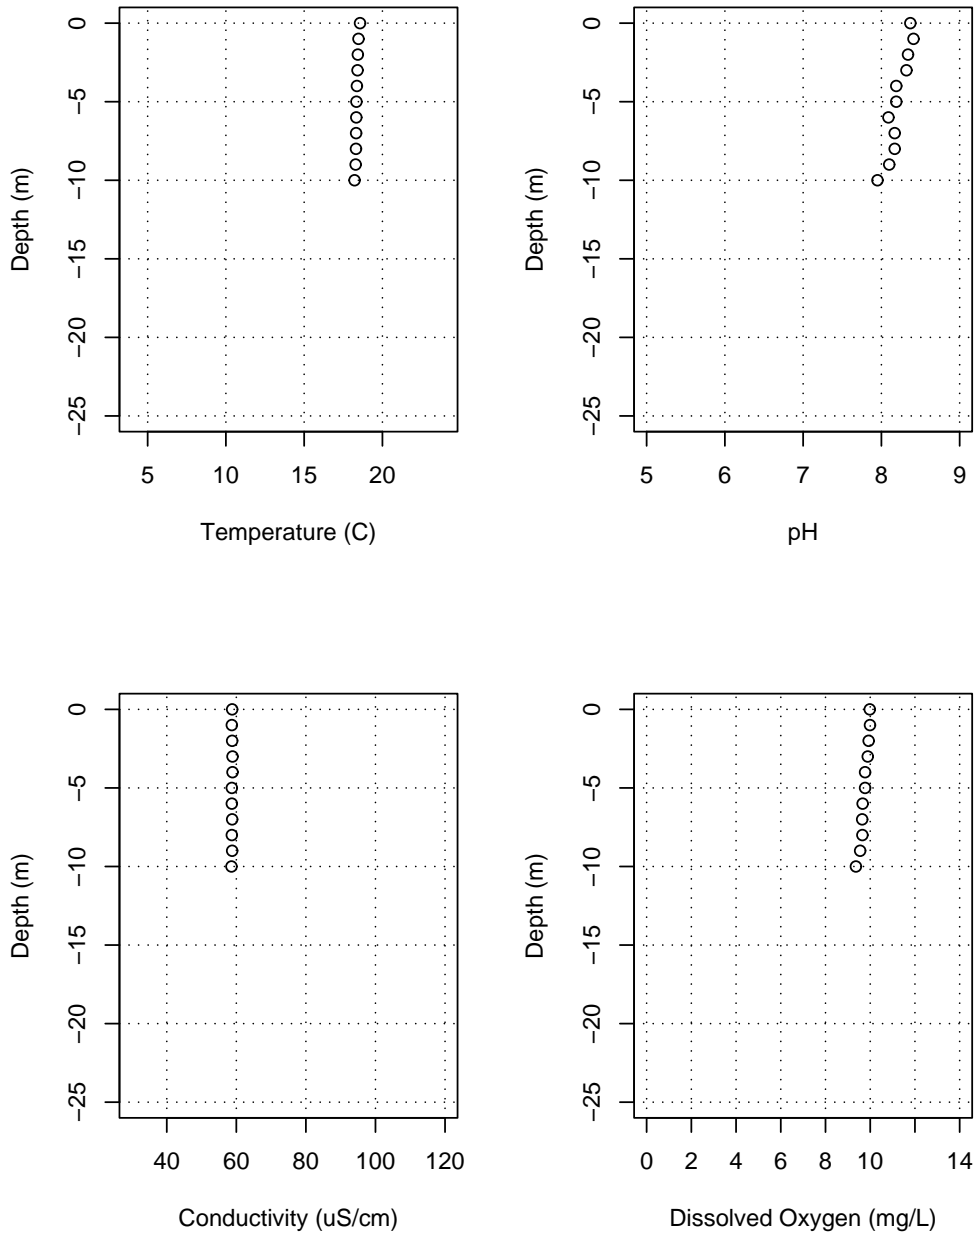 0
−5
−10
−15
−20
−25
Depth (m)
5 10 15 20
Temperature (C)
0
−5
−10
−15
−20
−25
Depth (m)
5 6 7 8 9
pH
0
−5
−10
−15
−20
−25
Depth (m)
40 60 80 100 120
Conductivity (uS/cm)
0
−5
−10
−15
−20
−25
Depth (m)
0 2 4 6 8 10 14
Dissolved Oxygen (mg/L)